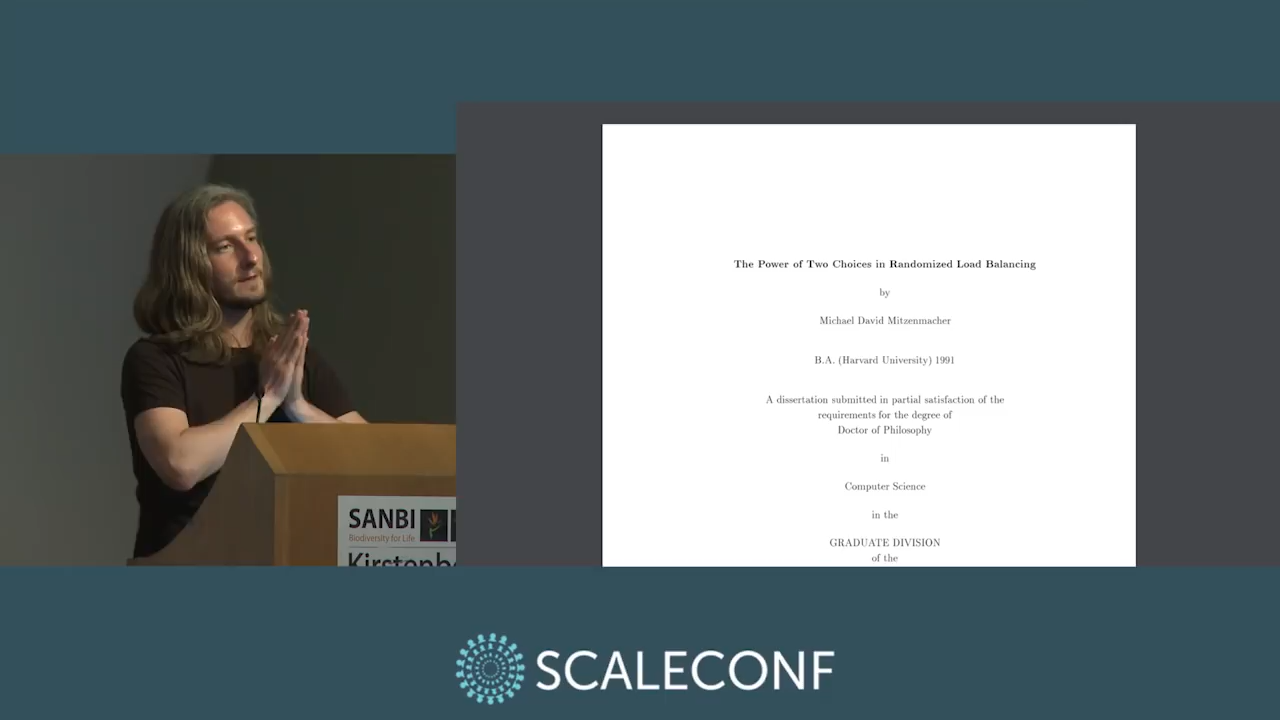 The Power of Two Choices in Randomized Load Balancing
by
Michael David Mitzenmacher
B.A. (Harvard University) 1991
A dissertation submitted in partial satisfaction of the
requirements for the degree of
Doctor of Philosophy
in
Computer Science
in the
GRADUATE DIVISION
of the
SANBI
Biodiversity for Life
SCALECONF